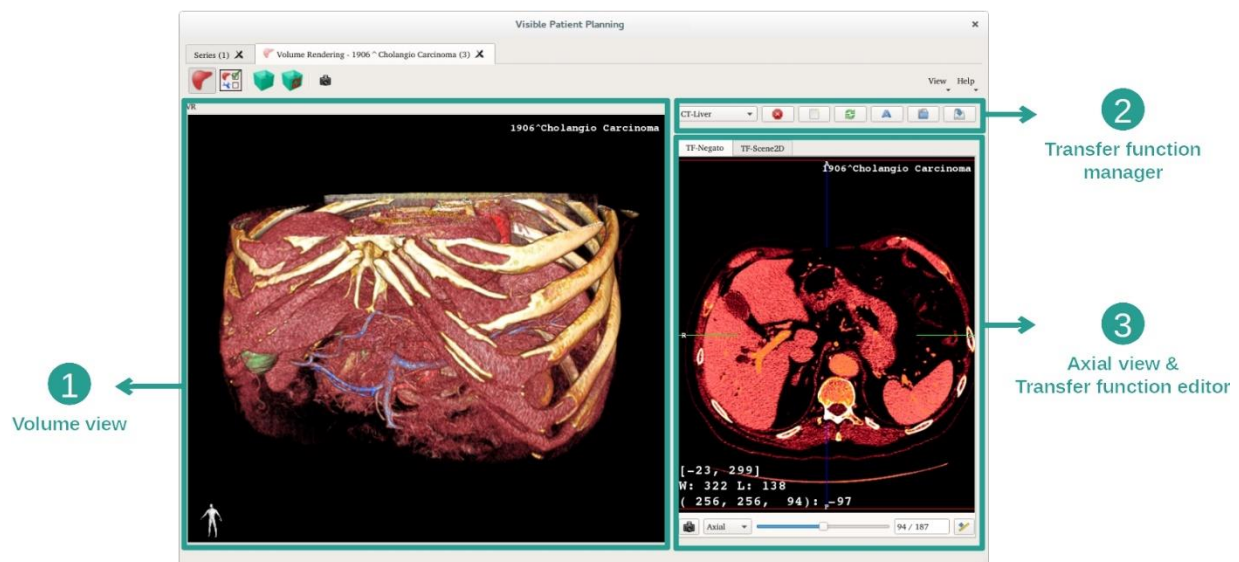 Visible Patient Planning
Series (1)
Volume Rendering - 1906 ^ Cholangio Carcinoma (3)
View Help
VR
1906^Cholangio Carcinoma
CT-Liver
TF-Negato TF-Scene2D
1906^Cholangio Carcinoma
A
R
[-23, 299]
W: 322 L: 138
( 256, 256, 94): -97
P
Axial
94 / 187
1
Volume view
2
Transfer function
manager
3
Axial view &
Transfer function editor